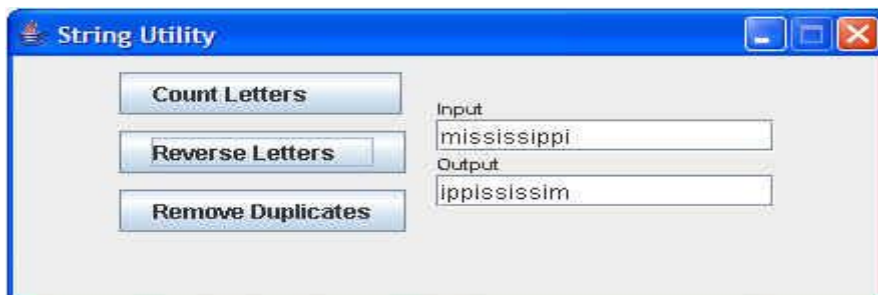 String Utility
Count Letters
Reverse Letters
Remove Duplicates
Input
mississippi
Output
ippississim